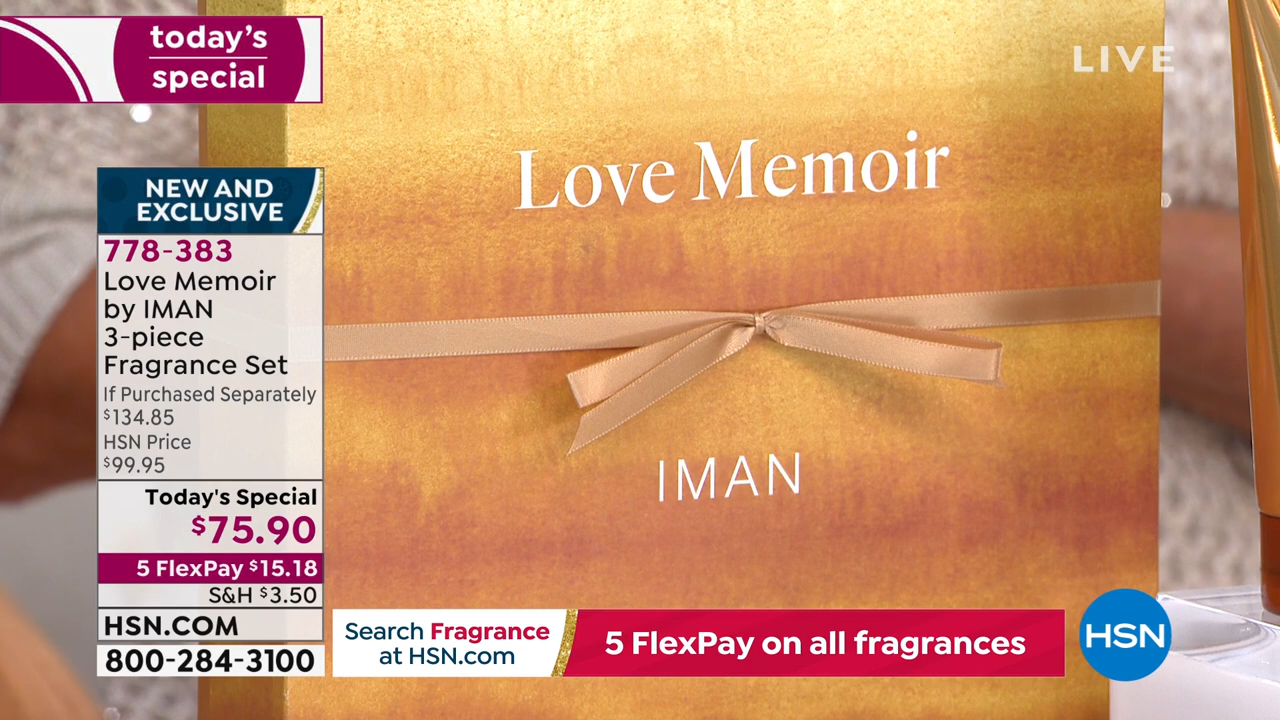 today's
special
LIVE
Love Memoir
IMAN
NEW AND
EXCLUSIVE
778-383
Love Memoir
by IMAN
3-piece
Fragrance Set
If Purchased Separately
$134.85
HSN Price
$99.95
Today's Special
$75.90
5 FlexPay $15.18
S&H $3.50
HSN.COM
800-284-3100
Search Fragrance
at HSN.com
5 FlexPay on all fragrances
HSN